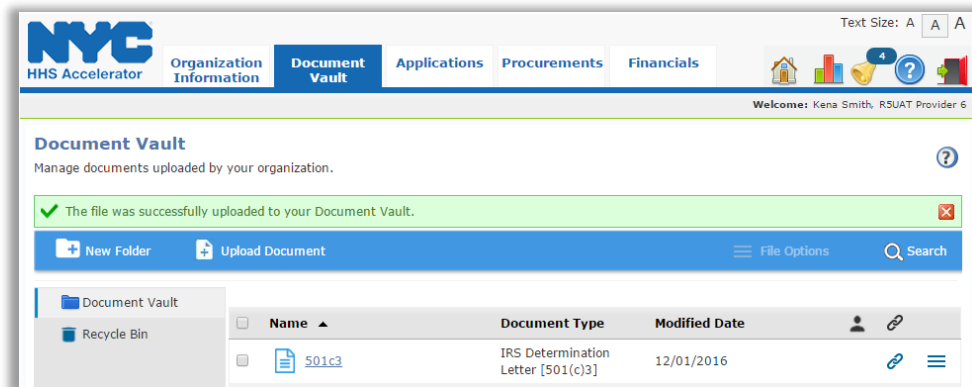 Text Size: A A A
NYC
HHS Accelerator
Organization Information
Document Vault
Applications
Procurements
Financials
4
?
Welcome: Kena Smith, R5UAT Provider 6
Document Vault
?
Manage documents uploaded by your organization.
The file was successfully uploaded to your Document Vault.
New Folder
Upload Document
File Options
Search
Document Vault
Recycle Bin
Name
Document Type
Modified Date
501c3
IRS Determination
Letter [501(c)3]
12/01/2016